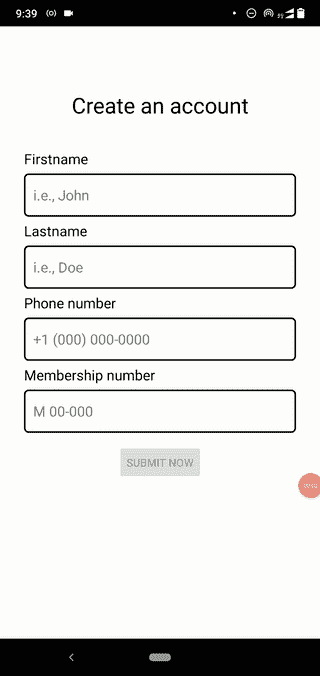 9:39
Create an account
Firstname
i.e., John
Lastname
i.e., Doe
Phone number
+1 (000) 000-0000
Membership number
M 00-000
SUBMIT NOW